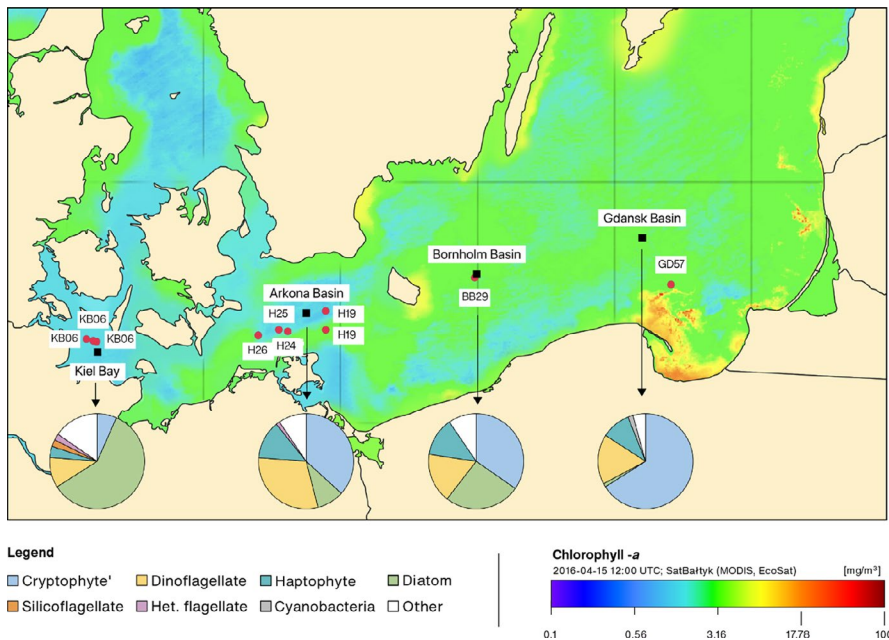 Gdansk Basin
Bornholm Basin
GD57
Arkona Basin
BB29
KB06
H25
H19
KB06
KB06
H26
H24
H19
Kiel Bay
Legend
Cryptophyte'
Dinoflagellate
Haptophyte
Diatom
Silicoflagellate
Het. flagellate
Cyanobacteria
Other
Chlorophyll -a
2016-04-15 12:00 UTC; SatBałtyk (MODIS, EcoSat) [mg/m³]
0.1 0.56 3.16 17.78